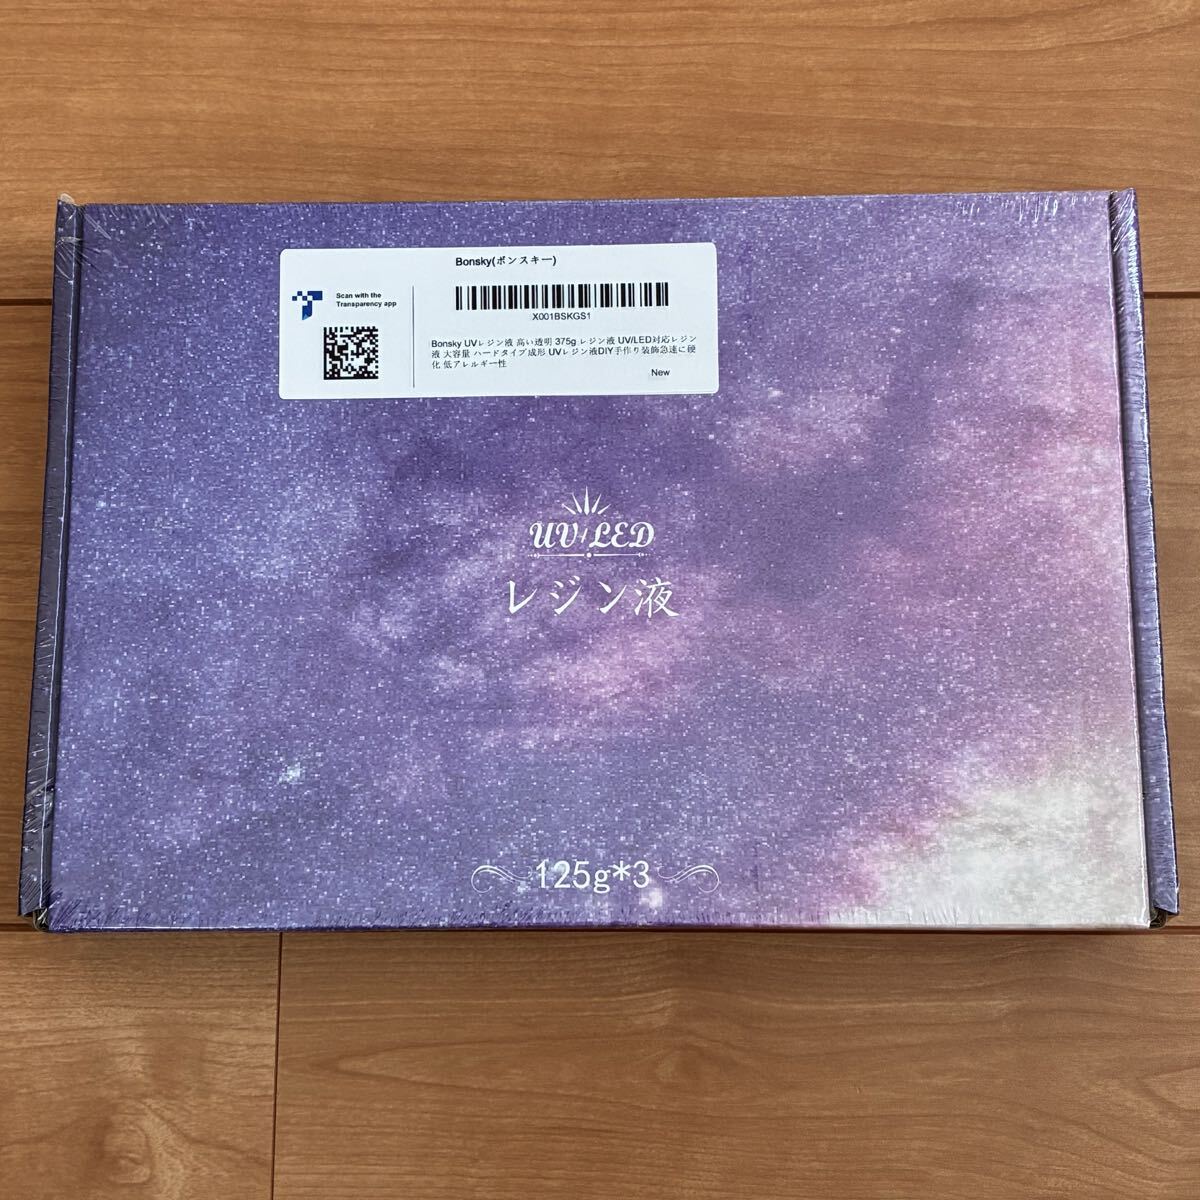 Bonsky(ボンスキー)
Scan with the
Transparency app
X001BSKGS1
Bonsky UVレジン液 高い透明 375g レジン液 UV/LED対応レジン
液 大容量 ハードタイプ成形 UVレジン液DIY手作り装飾急速に硬
化 低アレルギー性
New
UV/LED
レジン液
125g*3